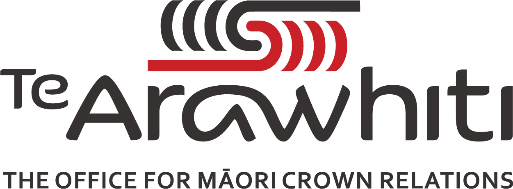 Te Arawhiti
THE OFFICE FOR MĀORI CROWN RELATIONS